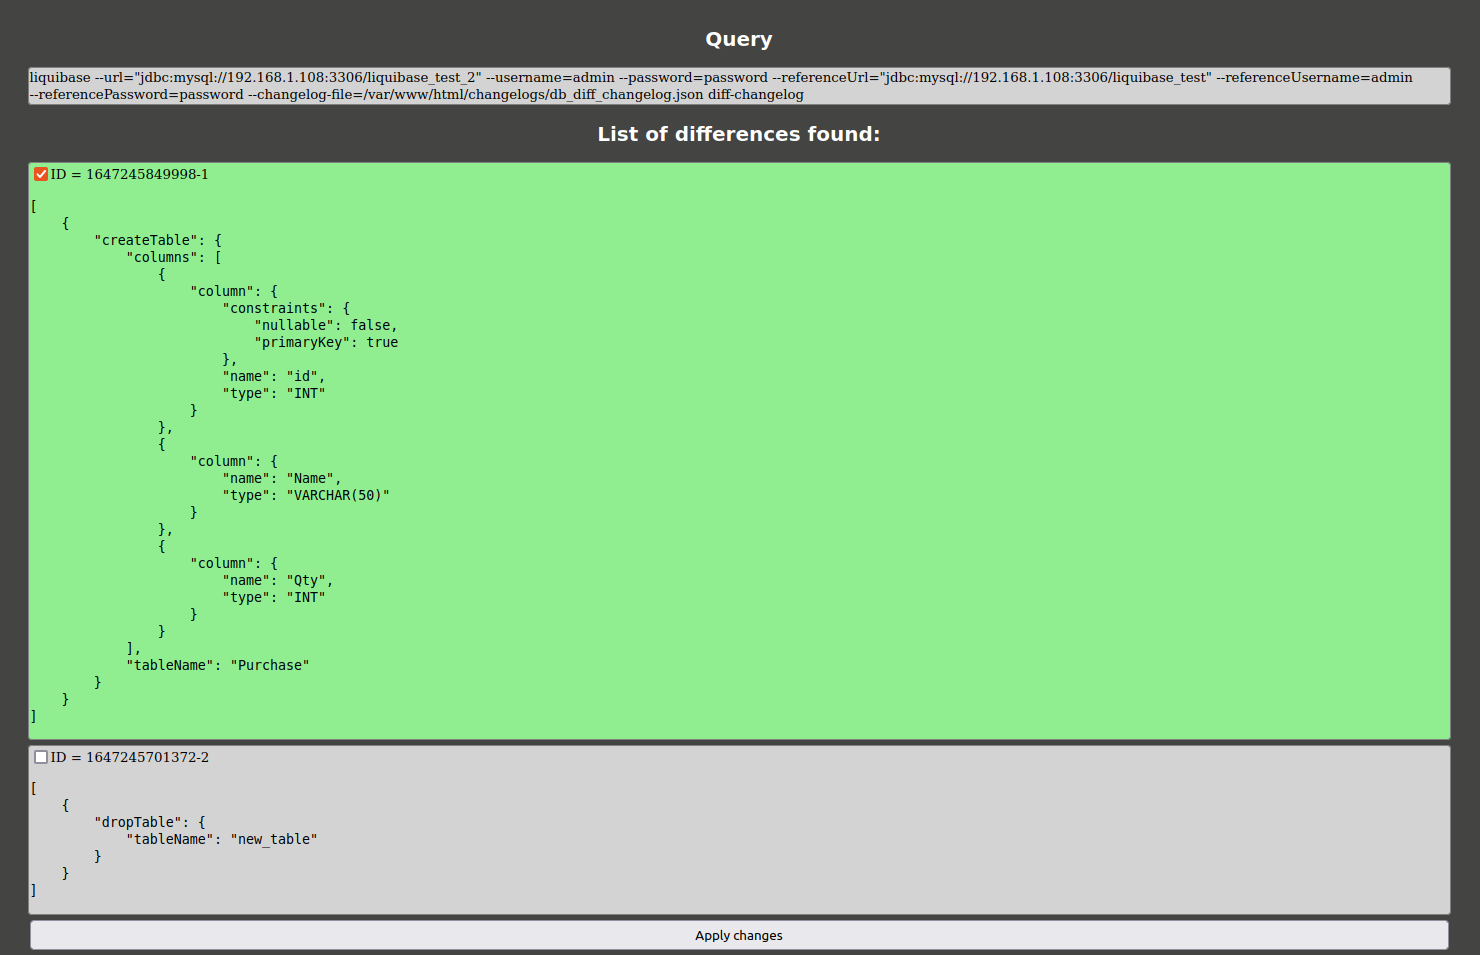 Query
liquibase --url="jdbc:mysql://192.168.1.108:3306/liquibase_test_2" --username=admin --password=password --referenceUrl="jdbc:mysql://192.168.1.108:3306/liquibase_test" --referenceUsername=admin
--referencePassword=password --changelog-file=/var/www/html/changelogs/db_diff_changelog.json diff-changelog
List of differences found:
ID = 1647245849998-1
[
    {
        "createTable": {
            "columns": [
                {
                    "column": {
                        "constraints": {
                            "nullable": false,
                            "primaryKey": true
                        },
                        "name": "id",
                        "type": "INT"
                    }
                },
                {
                    "column": {
                        "name": "Name",
                        "type": "VARCHAR(50)"
                    }
                },
                {
                    "column": {
                        "name": "Qty",
                        "type": "INT"
                    }
                }
            ],
            "tableName": "Purchase"
        }
    }
]
ID = 1647245701372-2
[
    {
        "dropTable": {
            "tableName": "new_table"
        }
    }
]
Apply changes